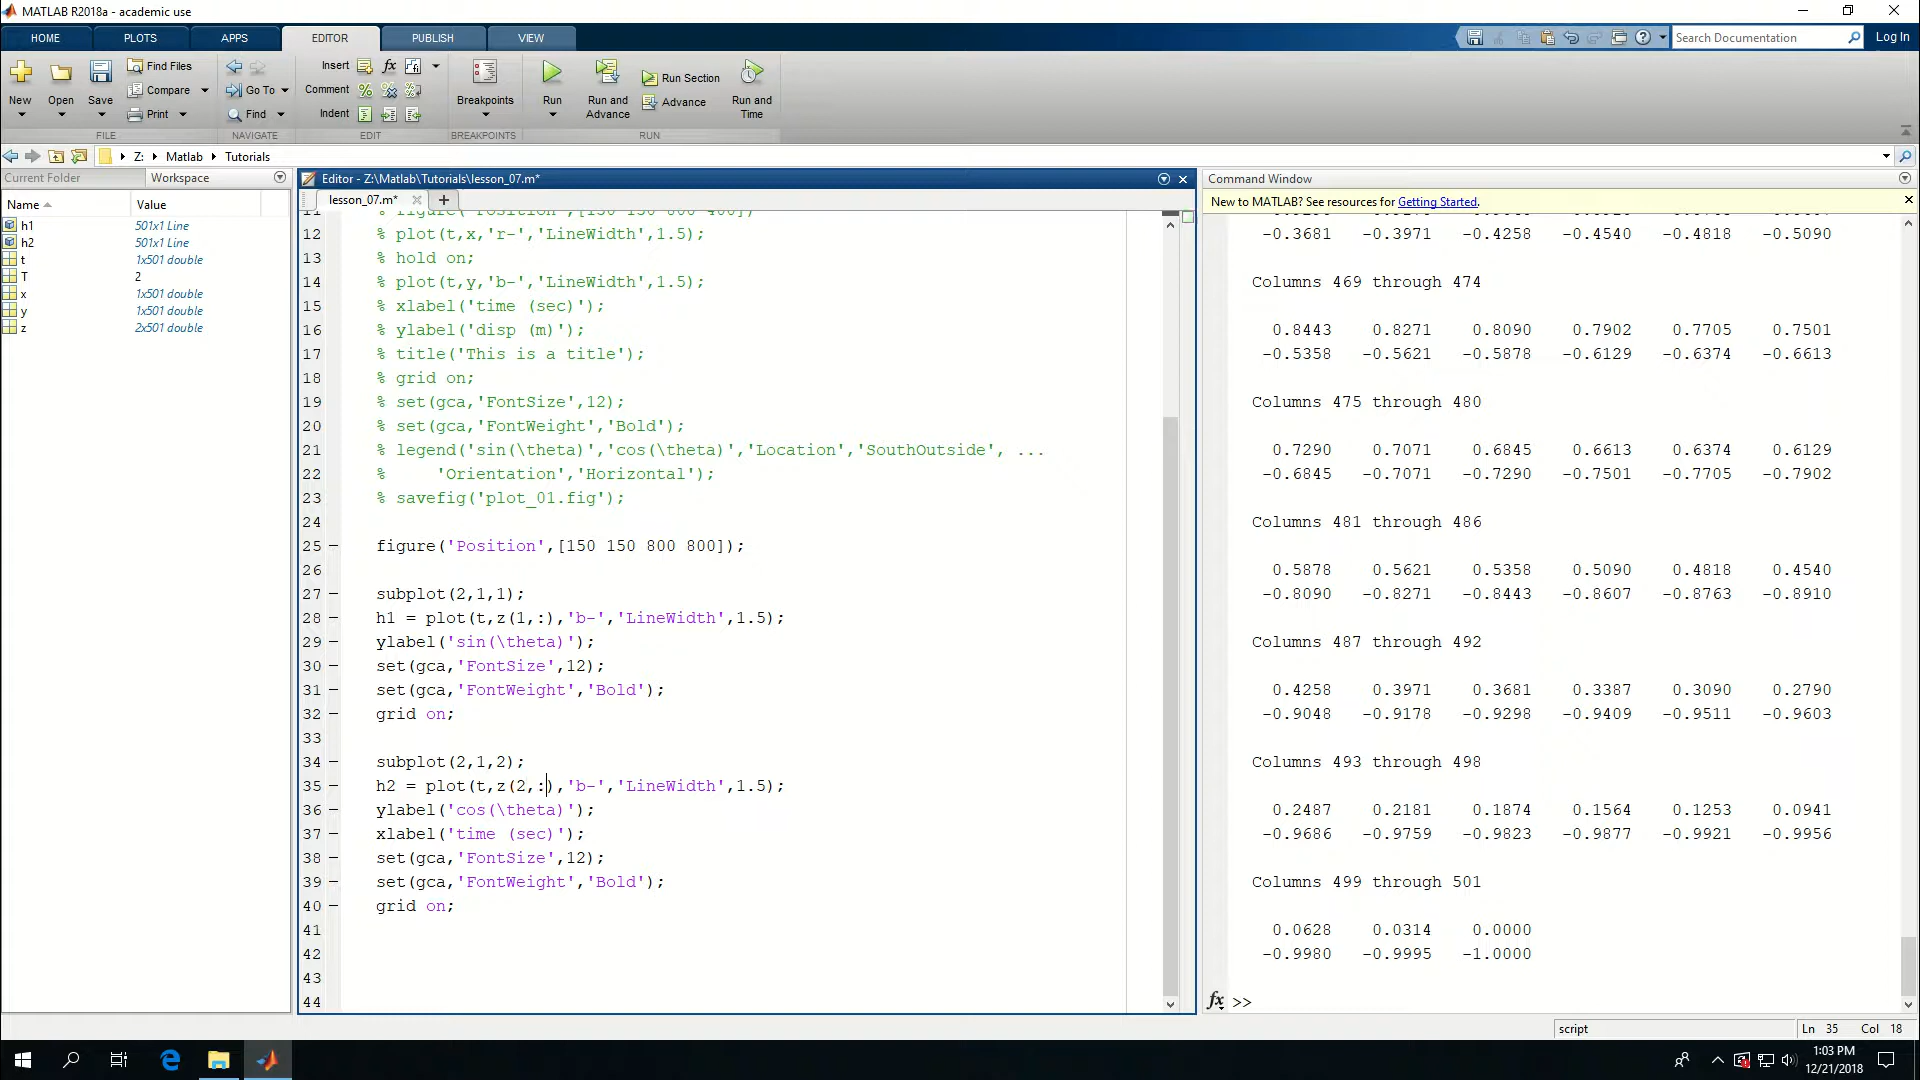 MATLAB R2018a - academic use
HOME PLOTS APPS EDITOR PUBLISH VIEW
Search Documentation
Log In
New
Open
Save
Find Files
Compare
Print
FILE
Go To
Find
NAVIGATE
Insert
fx
Comment
Indent
EDIT
Breakpoints
BREAKPOINTS
Run
Run and Advance
Run Section
Advance
Run and Time
RUN
Z: Matlab Tutorials
Current Folder Workspace
Name Value
h1 501x1 Line
h2 501x1 Line
t 1x501 double
T 2
x 1x501 double
y 1x501 double
z 2x501 double
Editor - Z:\Matlab\Tutorials\lesson_07.m*
lesson_07.m*
11 % figure('Position',[150 150 800 400])
12 % plot(t,x,'r-','LineWidth',1.5);
13 % hold on;
14 % plot(t,y,'b-','LineWidth',1.5);
15 % xlabel('time (sec)');
16 % ylabel('disp (m)');
17 % title('This is a title');
18 % grid on;
19 % set(gca,'FontSize',12);
20 % set(gca,'FontWeight','Bold');
21 % legend('sin(\theta)','cos(\theta)','Location','SouthOutside', ...
22 % 'Orientation','Horizontal');
23 % savefig('plot_01.fig');
24
25 – figure('Position',[150 150 800 800]);
26
27 – subplot(2,1,1);
28 – h1 = plot(t,z(1,:),'b-','LineWidth',1.5);
29 – ylabel('sin(\theta)');
30 – set(gca,'FontSize',12);
31 – set(gca,'FontWeight','Bold');
32 – grid on;
33
34 – subplot(2,1,2);
35 – h2 = plot(t,z(2,:),'b-','LineWidth',1.5);
36 – ylabel('cos(\theta)');
37 – xlabel('time (sec)');
38 – set(gca,'FontSize',12);
39 – set(gca,'FontWeight','Bold');
40 – grid on;
41
42
43
44
Command Window
New to MATLAB? See resources for Getting Started.
-0.3681 -0.3971 -0.4258 -0.4540 -0.4818 -0.5090
Columns 469 through 474
0.8443 0.8271 0.8090 0.7902 0.7705 0.7501
-0.5358 -0.5621 -0.5878 -0.6129 -0.6374 -0.6613
Columns 475 through 480
0.7290 0.7071 0.6845 0.6613 0.6374 0.6129
-0.6845 -0.7071 -0.7290 -0.7501 -0.7705 -0.7902
Columns 481 through 486
0.5878 0.5621 0.5358 0.5090 0.4818 0.4540
-0.8090 -0.8271 -0.8443 -0.8607 -0.8763 -0.8910
Columns 487 through 492
0.4258 0.3971 0.3681 0.3387 0.3090 0.2790
-0.9048 -0.9178 -0.9298 -0.9409 -0.9511 -0.9603
Columns 493 through 498
0.2487 0.2181 0.1874 0.1564 0.1253 0.0941
-0.9686 -0.9759 -0.9823 -0.9877 -0.9921 -0.9956
Columns 499 through 501
0.0628 0.0314 0.0000
-0.9980 -0.9995 -1.0000
fx >>
script
Ln 35 Col 18
1:03 PM
12/21/2018